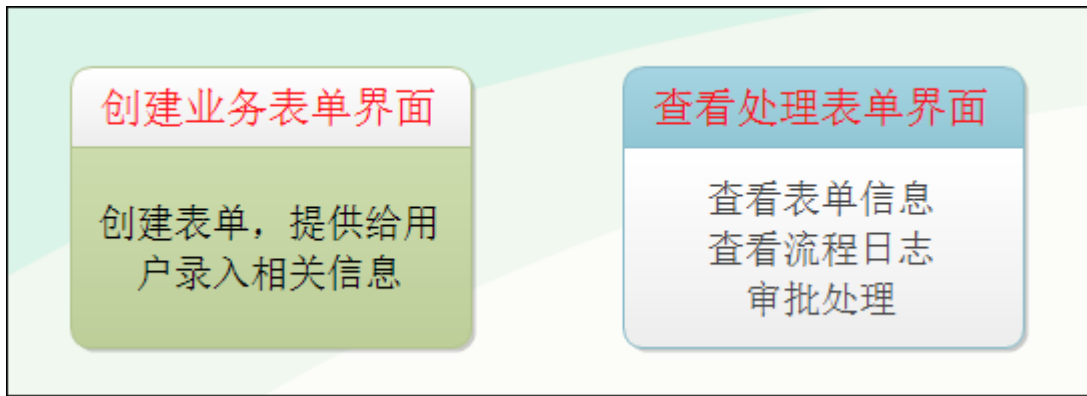 创建业务表单界面
创建表单，提供给用
户录入相关信息
查看处理表单界面
查看表单信息
查看流程日志
审批处理